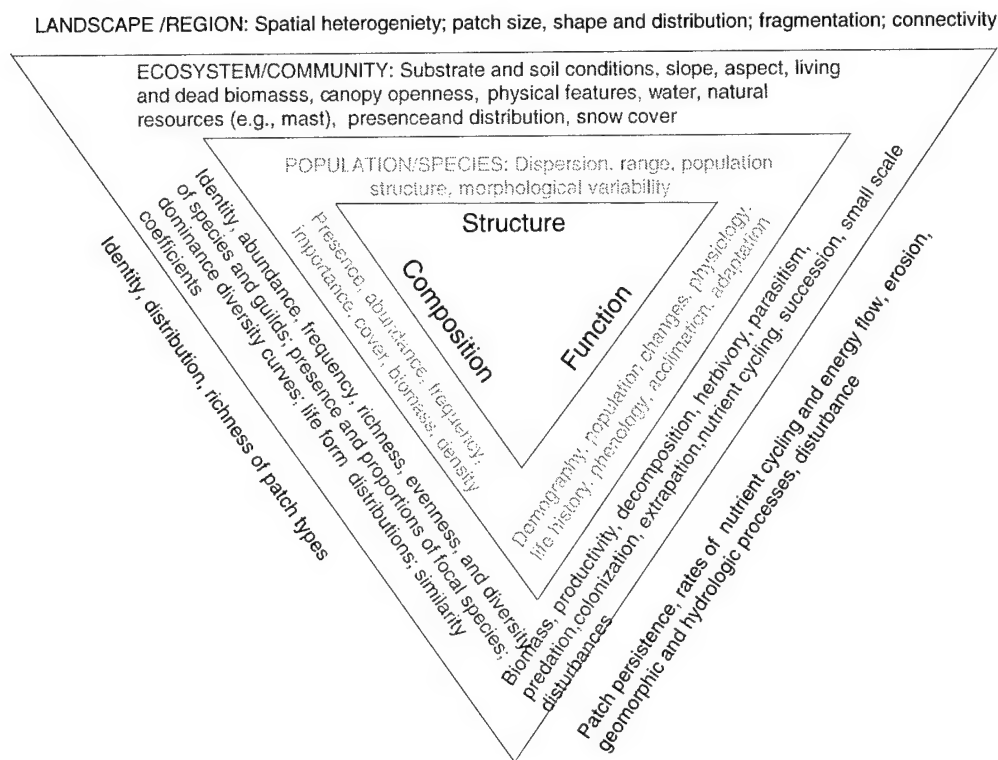 LANDSCAPE /REGION: Spatial heterogeniety; patch size, shape and distribution; fragmentation; connectivity
ECOSYSTEM/COMMUNITY: Substrate and soil conditions, slope, aspect, living
and dead biomasss, canopy openness, physical features, water, natural
resources (e.g., mast), presenceand distribution, snow cover
POPULATION/SPECIES: Dispersion, range, population
structure, morphological variability
Structure
Composition
Function
Presence, abundance, frequency,
importance, cover, biomass, density
Identity, abundance, frequency, richness, evenness, and diversity
of species and guilds; presence and proportions of focal species;
dominance diversity curves; life form distributions; similarity
coefficients
Identity, distribution, richness of patch types
Demography, population changes, physiology,
life history, phenology, acclimation, adaptation
Biomass, productivity, decomposition, herbivory, parasitism,
predation,colonization, extrapation,nutrient cycling, succession, small scale
disturbances
Patch persistence, rates of nutrient cycling and energy flow, erosion,
geomorphic and hydrologic processes, disturbance